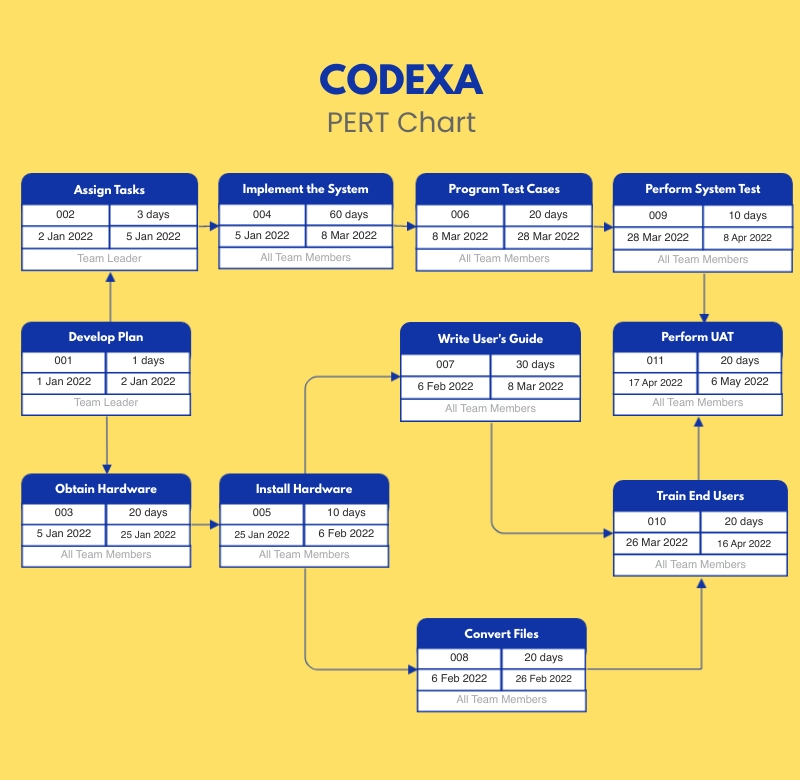 CODEXA
PERT Chart
Assign Tasks
002 3 days
2 Jan 2022 5 Jan 2022
Team Leader
Implement the System
004 60 days
5 Jan 2022 8 Mar 2022
All Team Members
Program Test Cases
006 20 days
8 Mar 2022 28 Mar 2022
All Team Members
Perform System Test
009 10 days
28 Mar 2022 8 Apr 2022
All Team Members
Develop Plan
001 1 days
1 Jan 2022 2 Jan 2022
Team Leader
Write User's Guide
007 30 days
6 Feb 2022 8 Mar 2022
All Team Members
Perform UAT
011 20 days
17 Apr 2022 6 May 2022
All Team Members
Obtain Hardware
003 20 days
5 Jan 2022 25 Jan 2022
All Team Members
Install Hardware
005 10 days
25 Jan 2022 6 Feb 2022
All Team Members
Train End Users
010 20 days
26 Mar 2022 16 Apr 2022
All Team Members
Convert Files
008 20 days
6 Feb 2022 26 Feb 2022
All Team Members